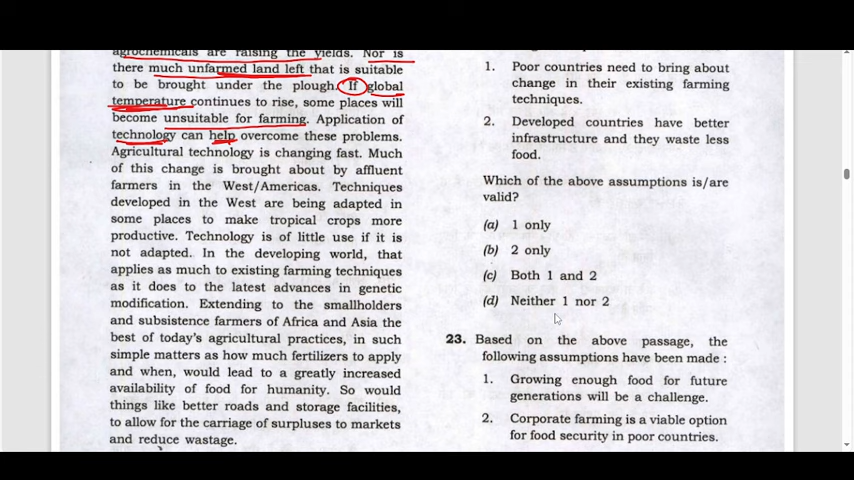 agrochemicals are raising the yields. Nor is
there much unfarmed land left that is suitable
to be brought under the plough. If global
temperature continues to rise, some places will
become unsuitable for farming. Application of
technology can help overcome these problems.
Agricultural technology is changing fast. Much
of this change is brought about by affluent
farmers in the West/Americas. Techniques
developed in the West are being adapted in
some places to make tropical crops more
productive. Technology is of little use if it is
not adapted. In the developing world, that
applies as much to existing farming techniques
as it does to the latest advances in genetic
modification. Extending to the smallholders
and subsistence farmers of Africa and Asia the
best of today's agricultural practices, in such
simple matters as how much fertilizers to apply
and when, would lead to a greatly increased
availability of food for humanity. So would
things like better roads and storage facilities,
to allow for the carriage of surpluses to markets
and reduce wastage.
1. Poor countries need to bring about
change in their existing farming
techniques.
2. Developed countries have better
infrastructure and they waste less
food.
Which of the above assumptions is/are
valid?
(a) 1 only
(b) 2 only
(c) Both 1 and 2
(d) Neither 1 nor 2
23. Based on the above passage, the
following assumptions have been made :
1. Growing enough food for future
generations will be a challenge.
2. Corporate farming is a viable option
for food security in poor countries.